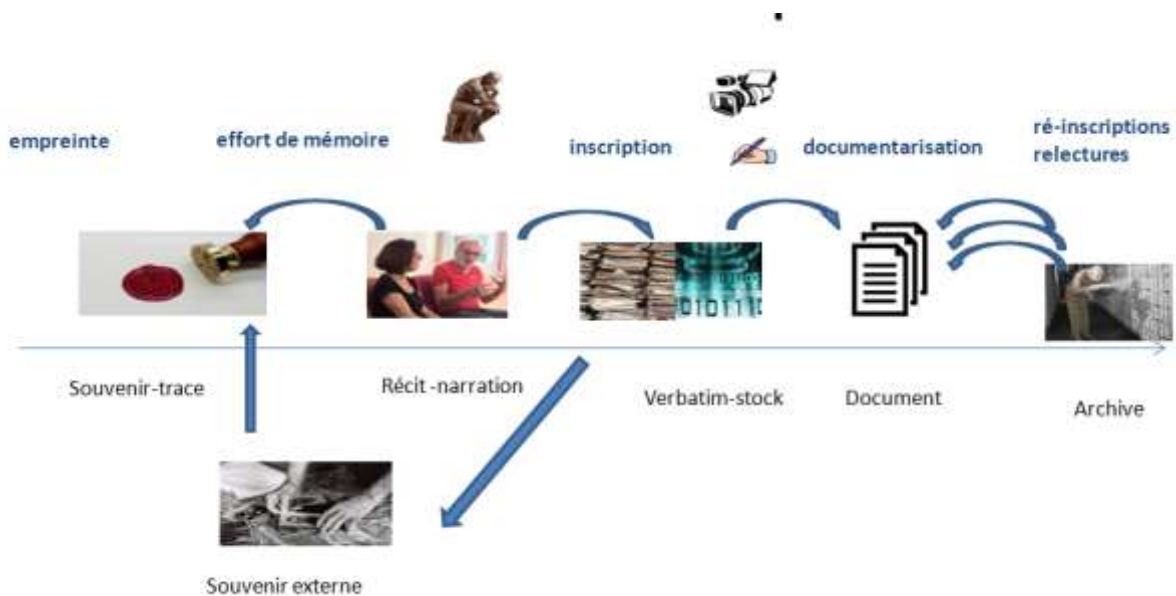 empreinte
effort de mémoire
inscription
documentarisation
ré-inscriptions
relectures
010111
Souvenir-trace
Récit -narration
Verbatim-stock
Document
Archive
Souvenir externe